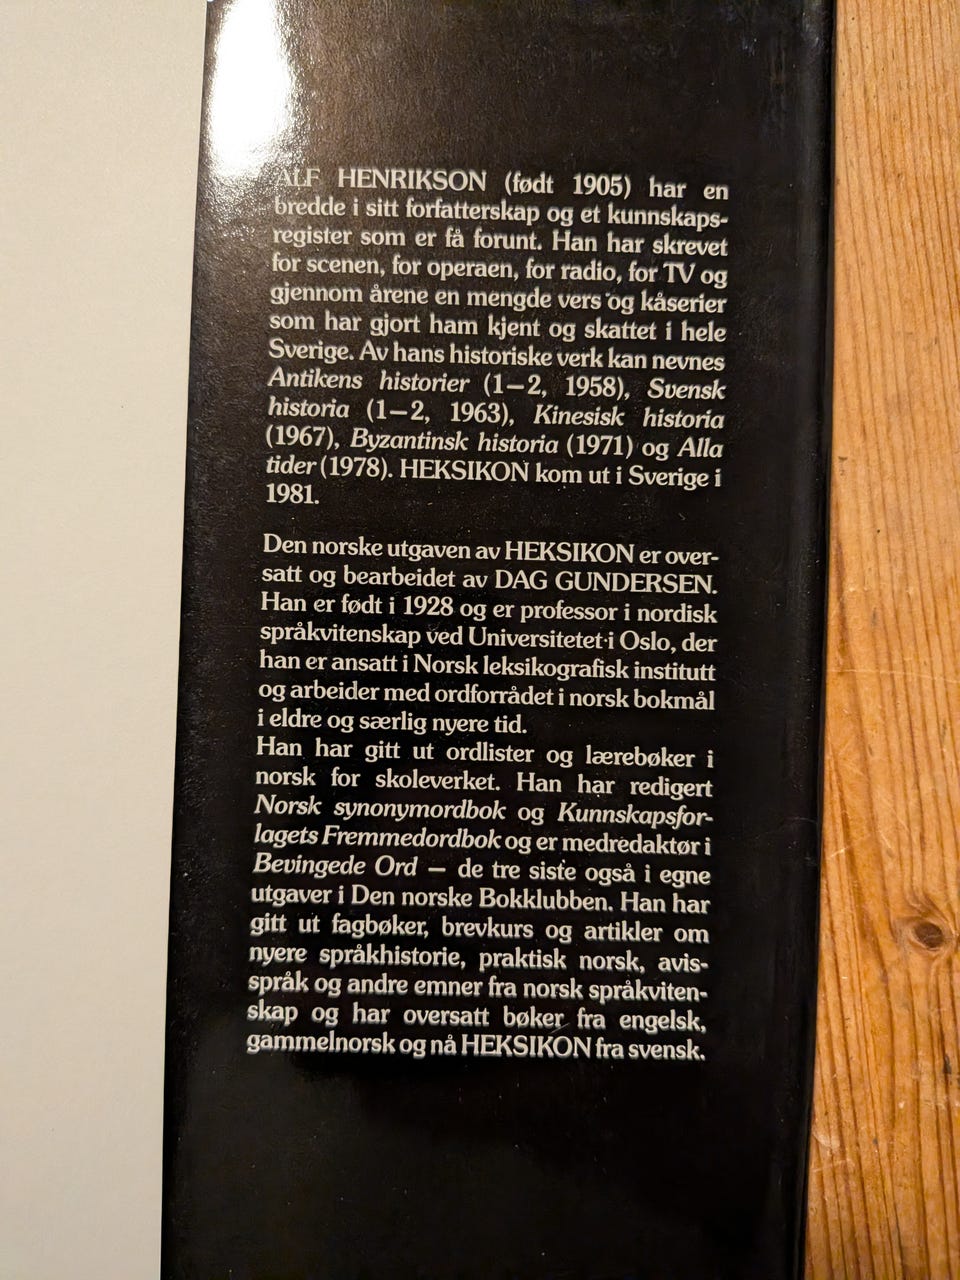 ALF HENRIKSON (født 1905) har en
bredde i sitt forfatterskap og et kunnskaps-
register som er få forunt. Han har skrevet
for scenen, for operaen, for radio, for TV og
gjennom årene en mengde vers og kåserier
som har gjort ham kjent og skattet i hele
Sverige. Av hans historiske verk kan nevnes
Antikens historier (1—2, 1958), Svensk
historia (1—2, 1963), Kinesisk historia
(1967), Byzantinsk historia (1971) og Alla
tider (1978). HEKSIKON kom ut i Sverige i
1981.
Den norske utgaven av HEKSIKON er over-
satt og bearbeidet av DAG GUNDERSEN.
Han er født i 1928 og er professor i nordisk
språkvitenskap ved Universitetet i Oslo, der
han er ansatt i Norsk leksikografisk institutt
og arbeider med ordforrådet i norsk bokmål
i eldre og særlig nyere tid.
Han har gitt ut ordlister og lærebøker i
norsk for skoleverket. Han har redigert
Norsk synonymordbok og Kunnskapsfor-
lagets Fremmedordbok og er medredaktør i
Bevingede Ord — de tre siste også i egne
utgaver i Den norske Bokklubben. Han har
gitt ut fagbøker, brevkurs og artikler om
nyere språkhistorie, praktisk norsk, avis-
språk og andre emner fra norsk språkviten-
skap og har oversatt bøker fra engelsk,
gammelnorsk og nå HEKSIKON fra svensk.